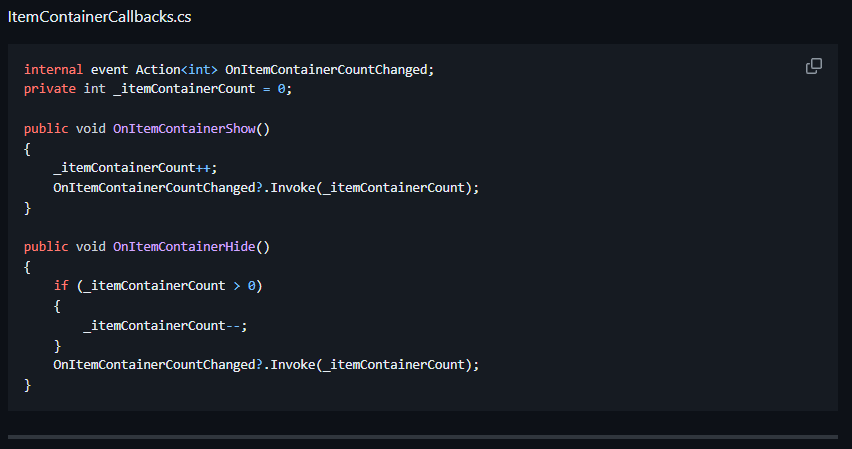 ItemContainerCallbacks.cs
internal event Action<int> OnItemContainerCountChanged;
private int _itemContainerCount = 0;
public void OnItemContainerShow()
{
    _itemContainerCount++;
    OnItemContainerCountChanged?.Invoke(_itemContainerCount);
}
public void OnItemContainerHide()
{
    if (_itemContainerCount > 0)
    {
        _itemContainerCount--;
    }
    OnItemContainerCountChanged?.Invoke(_itemContainerCount);
}